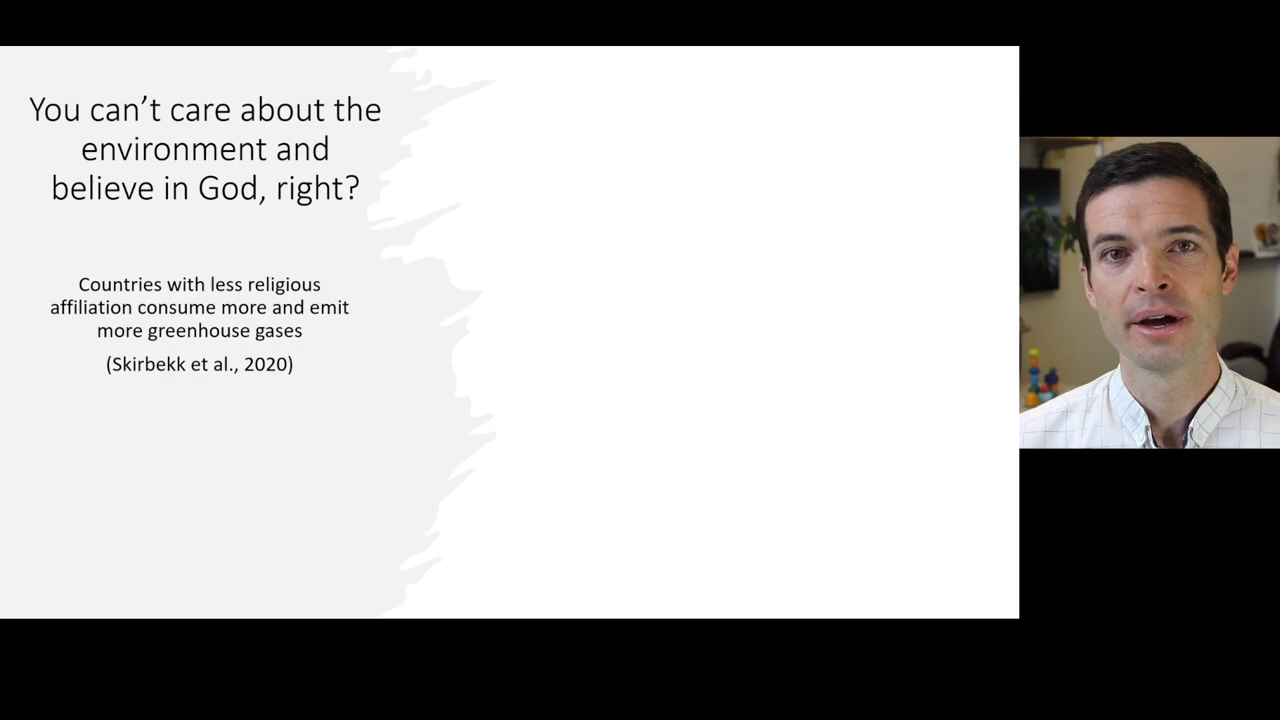 You can’t care about the
environment and
believe in God, right?
Countries with less religious
affiliation consume more and emit
more greenhouse gases
(Skirbekk et al., 2020)